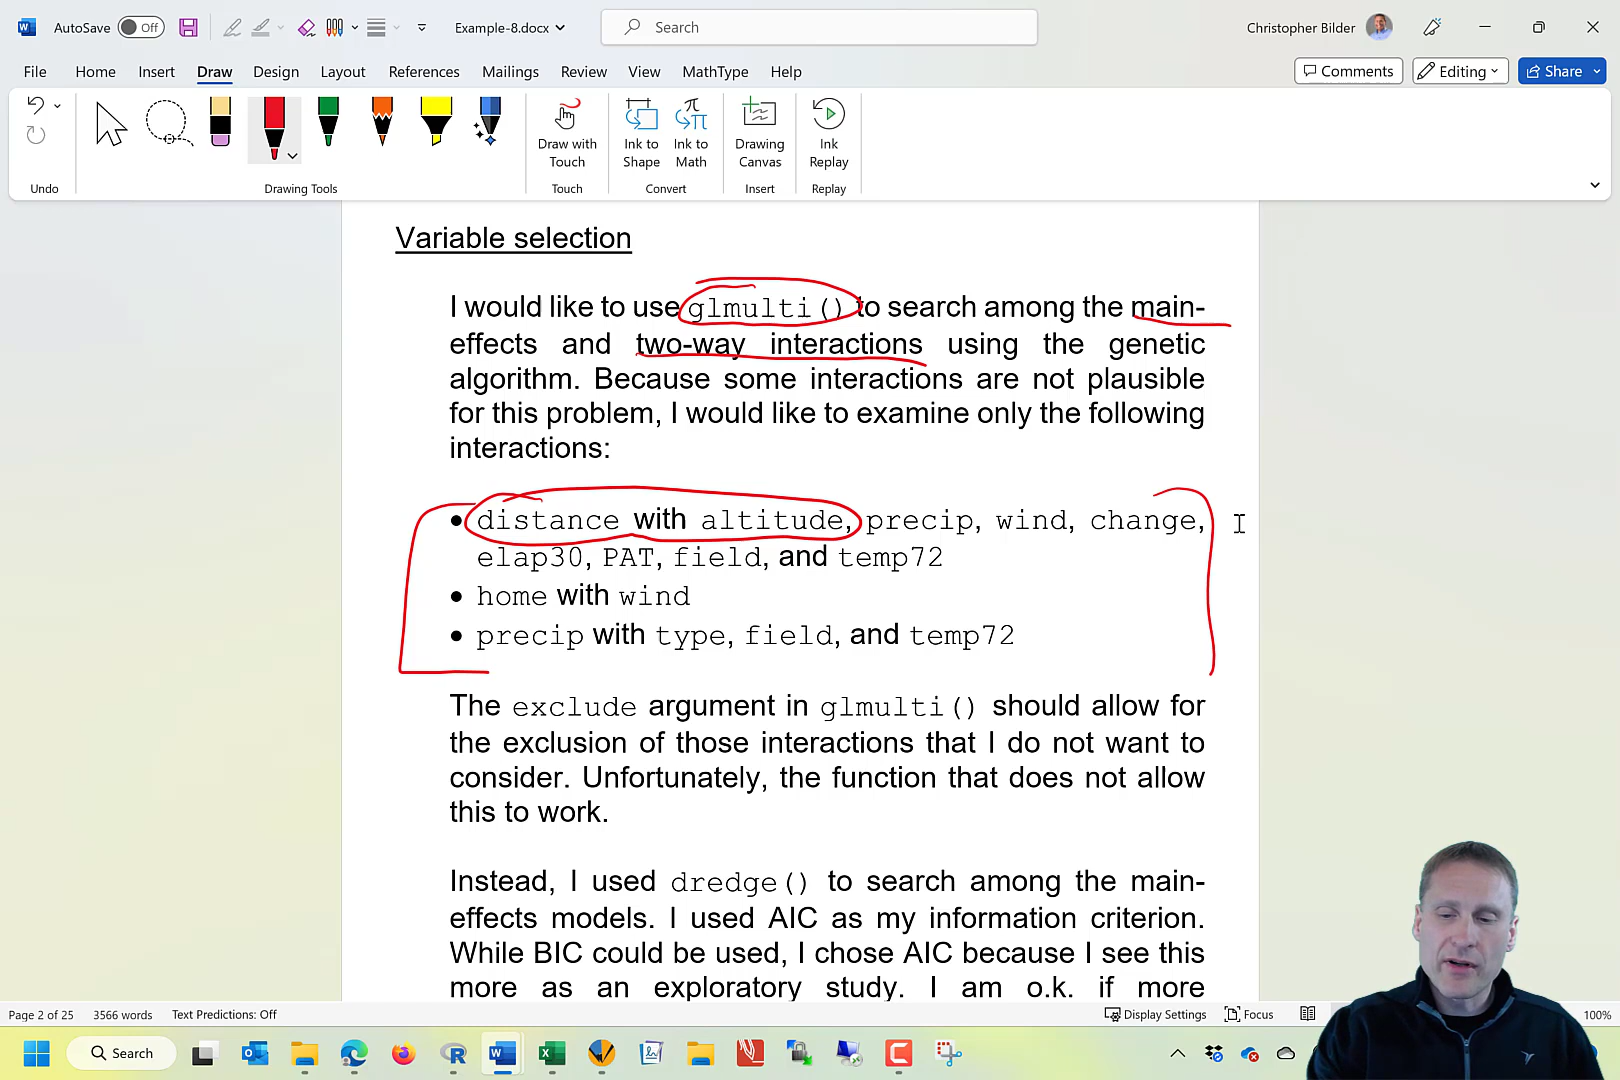 AutoSave Off Example-8.docx Search Christopher Bilder
File Home Insert Draw Design Layout References Mailings Review View MathType Help Comments Editing Share
Draw with Touch Ink to Shape Ink to Math Drawing Canvas Ink Replay
Undo Drawing Tools Touch Convert Insert Replay
Variable selection
I would like to use glmulti() to search among the main-
effects and two-way interactions using the genetic
algorithm. Because some interactions are not plausible
for this problem, I would like to examine only the following
interactions:
• distance with altitude, precip, wind, change,
elap30, PAT, field, and temp72
• home with wind
• precip with type, field, and temp72
The exclude argument in glmulti() should allow for
the exclusion of those interactions that I do not want to
consider. Unfortunately, the function that does not allow
this to work.
Instead, I used dredge() to search among the main-
effects models. I used AIC as my information criterion.
While BIC could be used, I chose AIC because I see this
more as an exploratory study. I am o.k. if more
Page 2 of 25 3566 words Text Predictions: Off Display Settings Focus 100%
Search